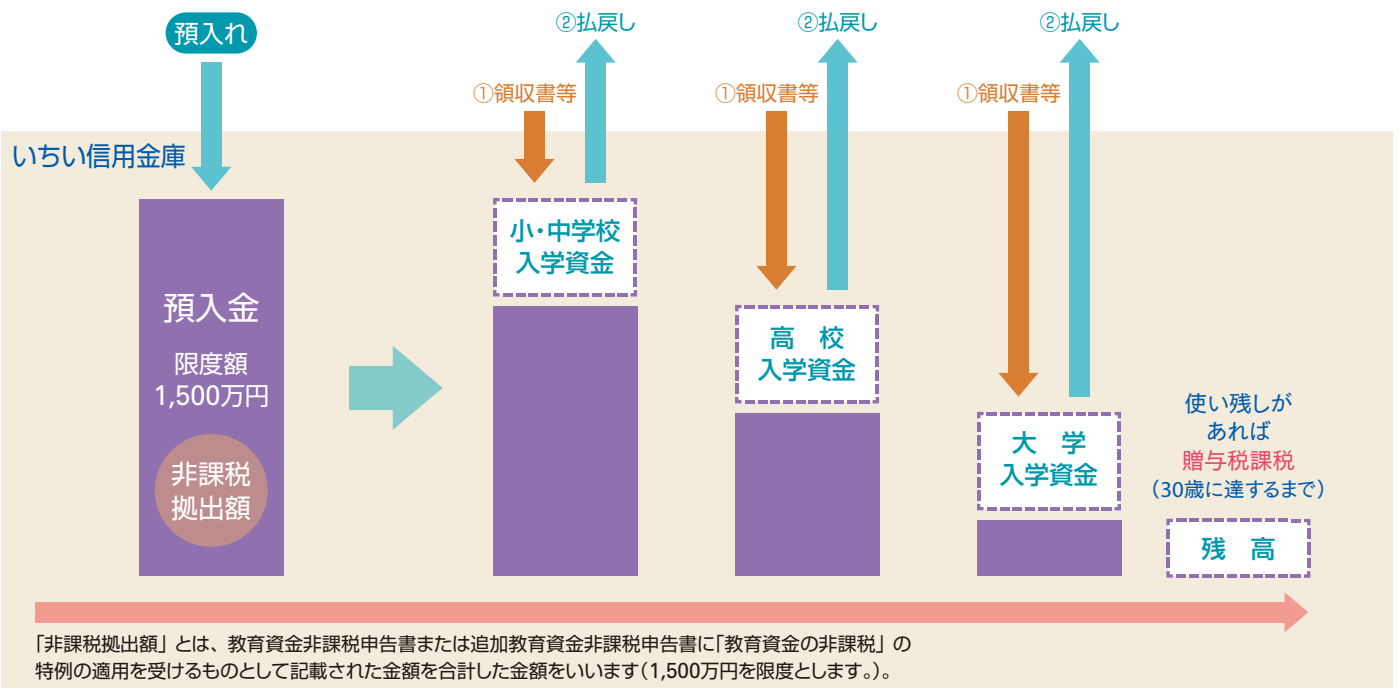 預入れ
②払戻し
②払戻し
②払戻し
①領収書等
①領収書等
①領収書等
いちい信用金庫
預入金
限度額
1,500万円
非課税
拠出額
小・中学校
入学資金
高　校
入学資金
大　学
入学資金
使い残しが
あれば
贈与税課税
（30歳に達するまで）
残　高
「非課税拠出額」とは、教育資金非課税申告書または追加教育資金非課税申告書に「教育資金の非課税」の
特例の適用を受けるものとして記載された金額を合計した金額をいいます（1,500万円を限度とします。）。